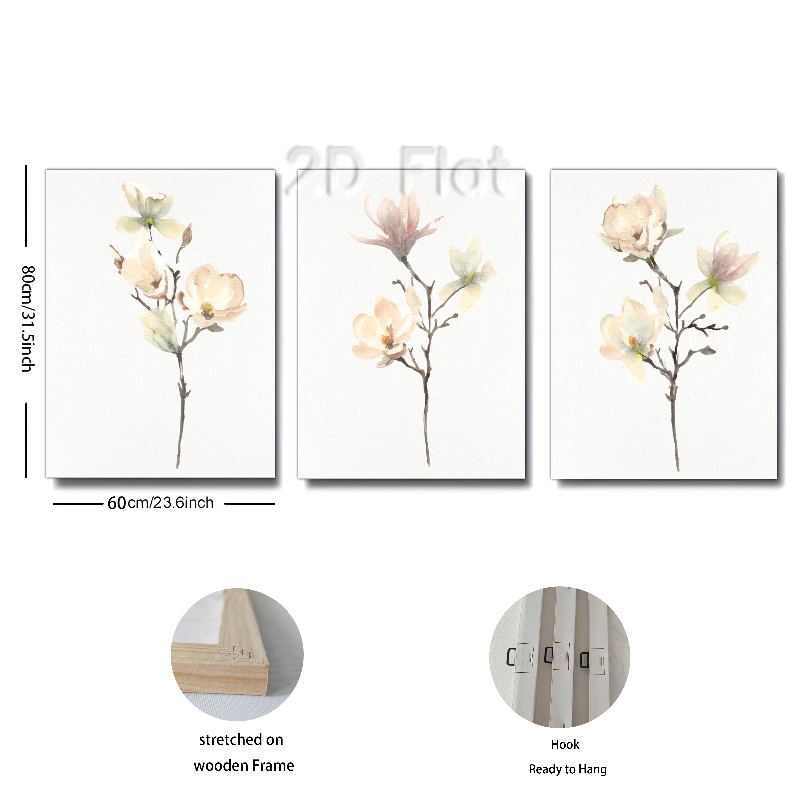 2D Flat
80cm/31.5inch
60cm/23.6inch
stretched on
wooden Frame
Hook
Ready to Hang